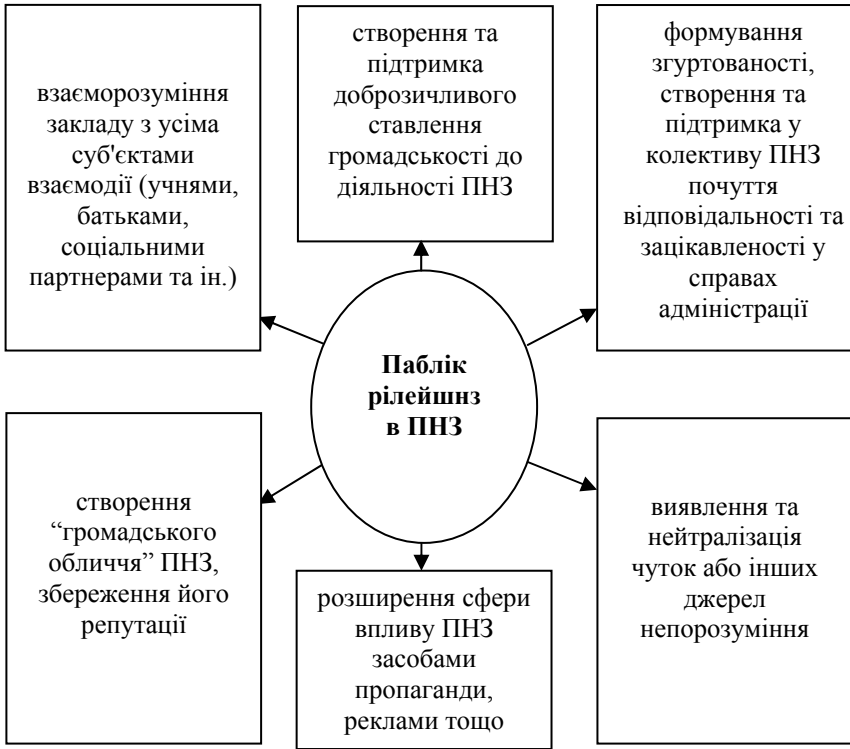 взаєморозуміння
закладу з усіма
суб'єктами
взаємодії (учнями,
батьками,
соціальними
партнерами та ін.)
створення та
підтримка
доброзичливого
ставлення
громадськості до
діяльності ПНЗ
формування
згуртованості,
створення та
підтримка у
колективу ПНЗ
почуття
відповідальності та
зацікавленості у
справах
адміністрації
Паблік
рілейшнз
в ПНЗ
створення
“громадського
обличчя” ПНЗ,
збереження його
репутації
розширення сфери
впливу ПНЗ
засобами
пропаганди,
реклами тощо
виявлення та
нейтралізація
чуток або інших
джерел
непорозуміння